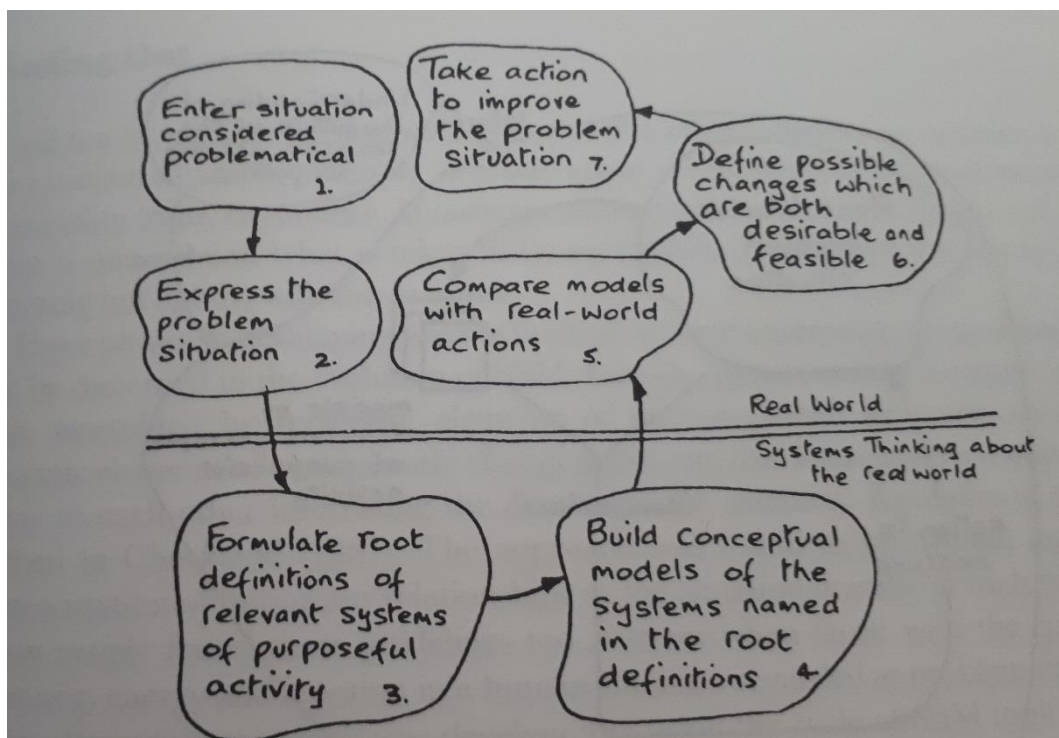 Enter situation
considered
problematical
1.
Express the
problem
situation 2.
Formulate root
definitions of
relevant systems
of purposeful
activity 3.
Build conceptual
models of the
systems named
in the root
definitions 4
Compare models
with real-world
actions 5.
Define possible
changes which
are both
desirable and
feasible 6.
Take action
to improve
the problem
situation 7.
Real World
Systems Thinking about
the real world